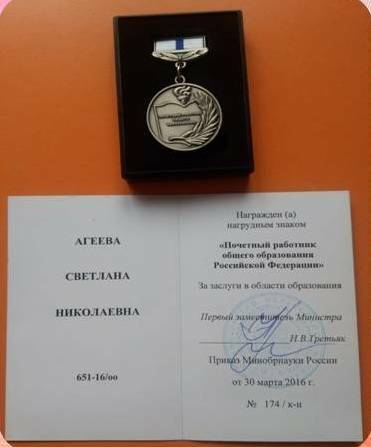 АГЕЕВА
СВЕТЛАНА
НИКОЛАЕВНА
651-16/оо
Награжден (а)
нагрудным знаком
«Почетный работник
общего образования
Российской Федерации»
За заслуги в области образования
Первый заместитель Министра
Н.В.Третьяк
Приказ Минобрнауки России
от 30 марта 2016 г.
№ 174 / к-н